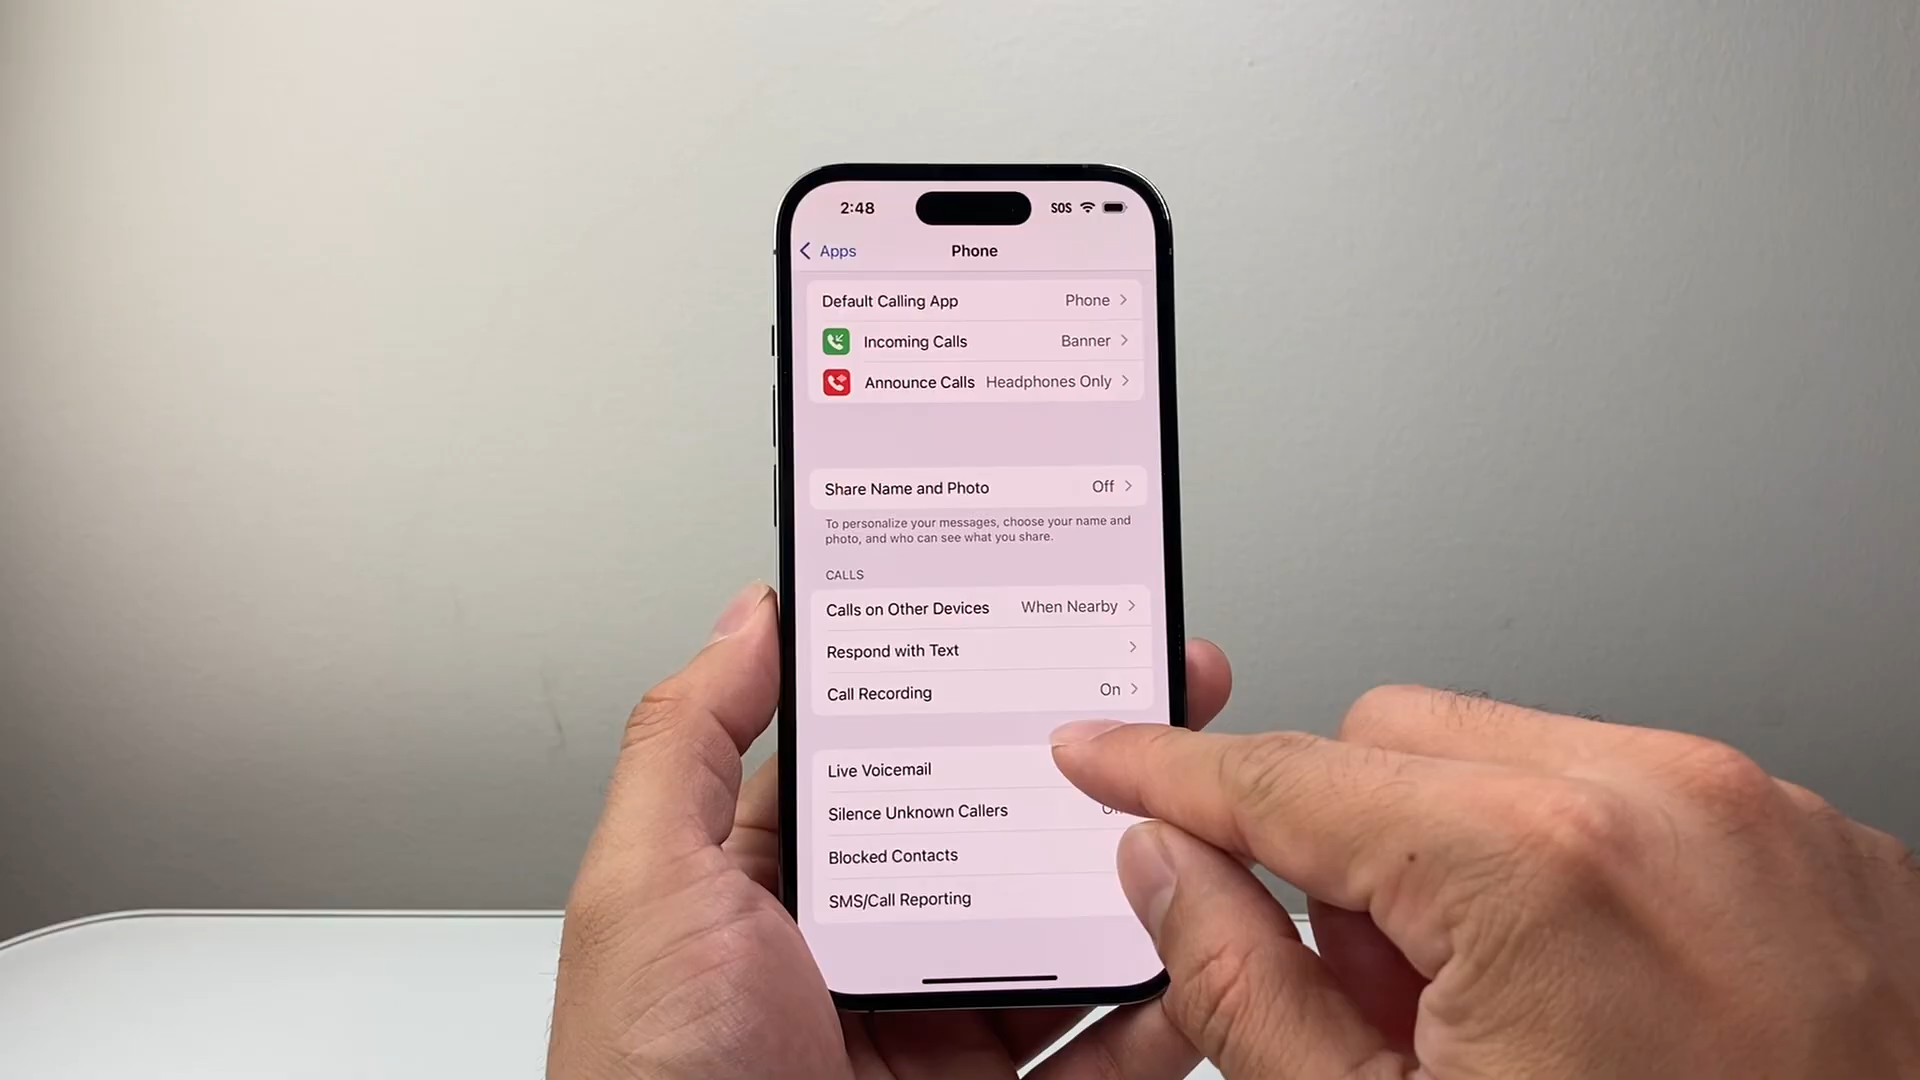 2:48 SOS
Apps Phone
Default Calling App Phone
Incoming Calls Banner
Announce Calls Headphones Only
Share Name and Photo Off
To personalize your messages, choose your name and
photo, and who can see what you share.
CALLS
Calls on Other Devices When Nearby
Respond with Text
Call Recording On
Live Voicemail
Silence Unknown Callers
Blocked Contacts
SMS/Call Reporting